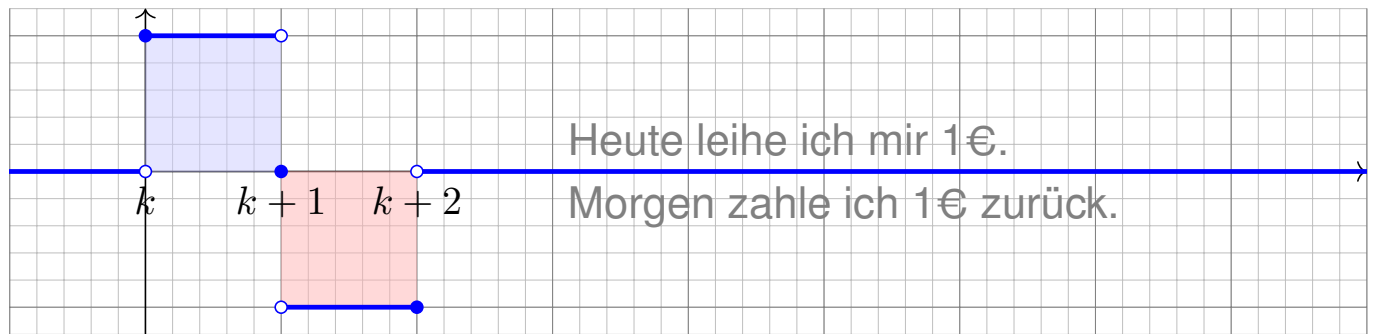 Heute leihe ich mir 1€.
k k + 1 k + 2
Morgen zahle ich 1€ zurück.